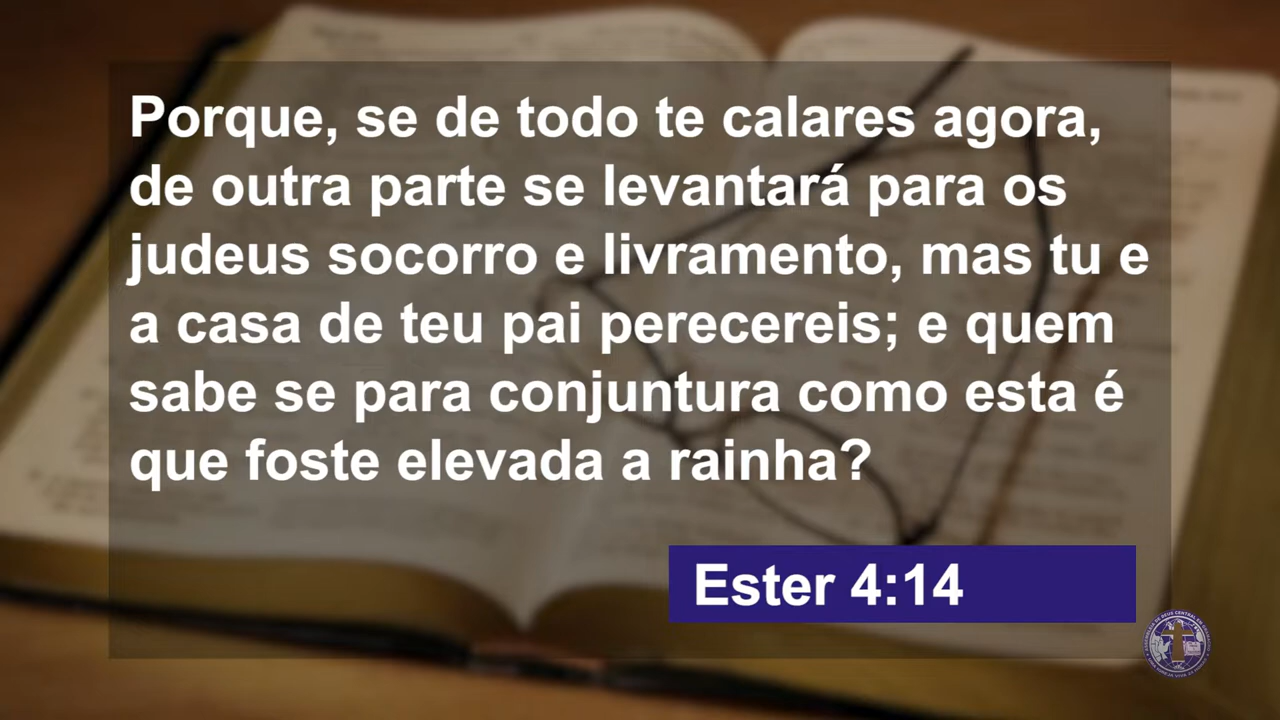 Porque, se de todo te calares agora,
de outra parte se levantará para os
judeus socorro e livramento, mas tu e
a casa de teu pai perecereis; e quem
sabe se para conjuntura como esta é
que foste elevada a rainha?
Ester 4:14